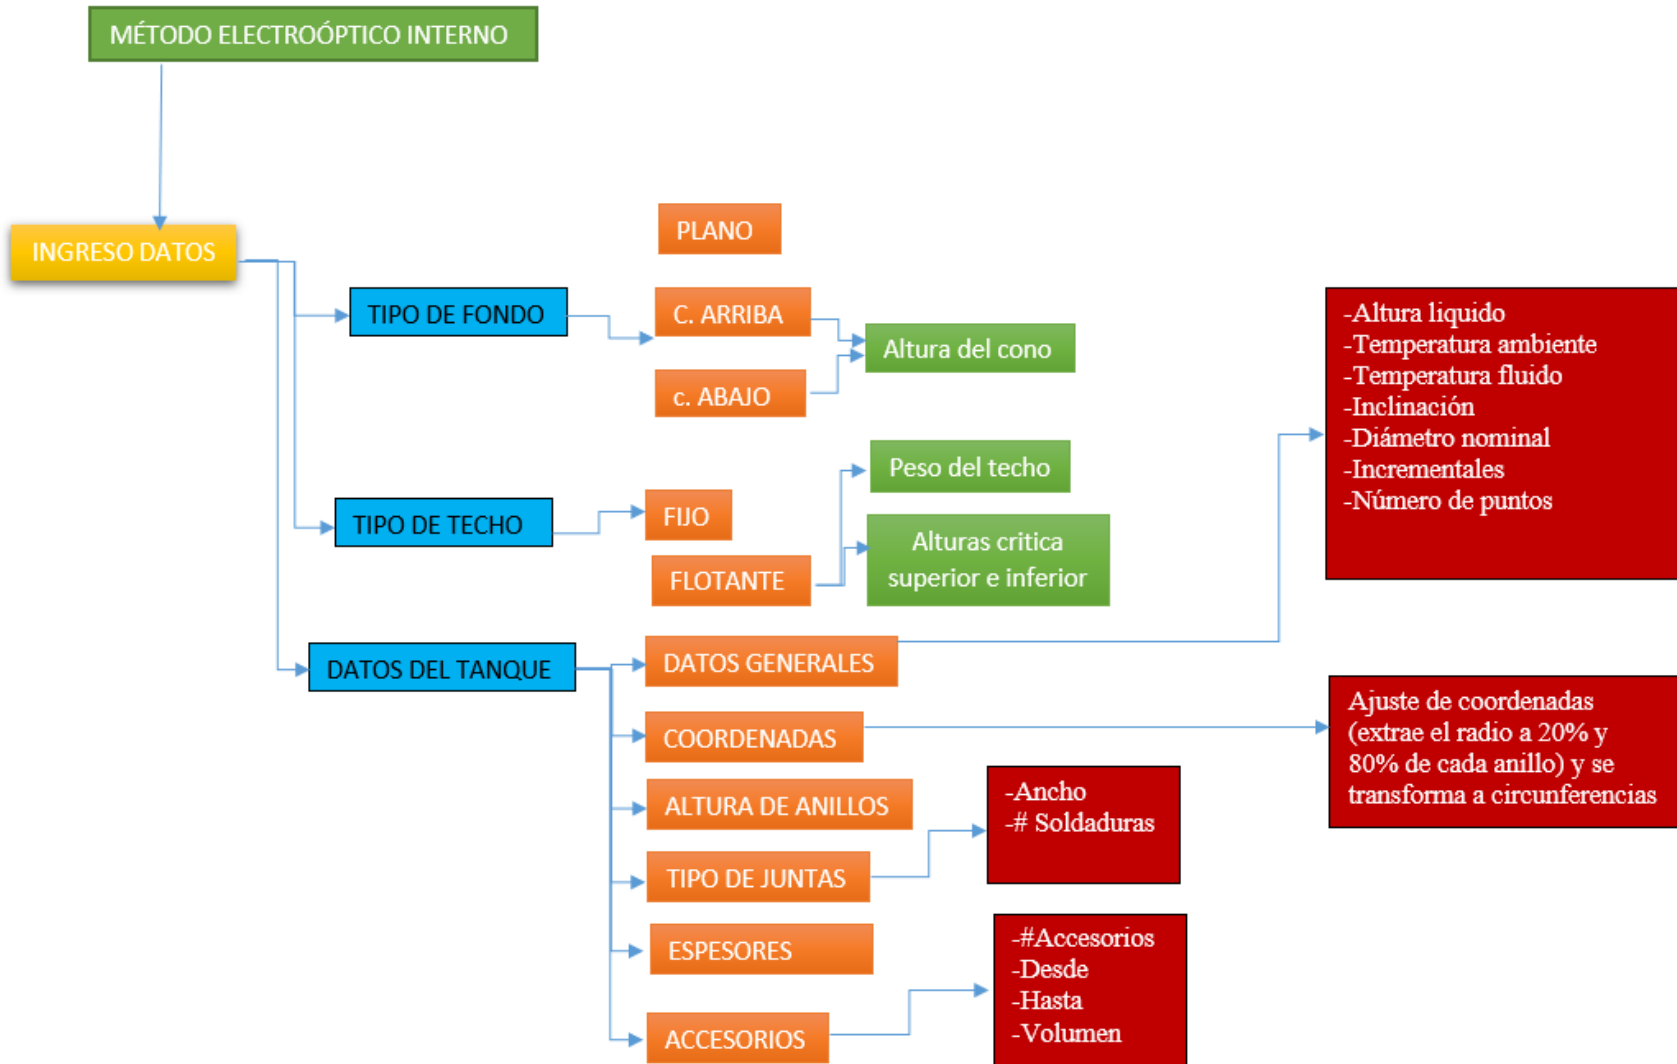 MÉTODO ELECTROÓPTICO INTERNO
INGRESO DATOS
PLANO
TIPO DE FONDO
C. ARRIBA
c. ABAJO
Altura del cono
TIPO DE TECHO
FIJO
FLOTANTE
Peso del techo
Alturas critica
superior e inferior
DATOS DEL TANQUE
DATOS GENERALES
-Altura liquido
-Temperatura ambiente
-Temperatura fluido
-Inclinación
-Diámetro nominal
-Incrementales
-Número de puntos
COORDENADAS
Ajuste de coordenadas
(extrae el radio a 20% y
80% de cada anillo) y se
transforma a circunferencias
ALTURA DE ANILLOS
TIPO DE JUNTAS
-Ancho
-# Soldaduras
ESPESORES
ACCESORIOS
-#Accesorios
-Desde
-Hasta
-Volumen